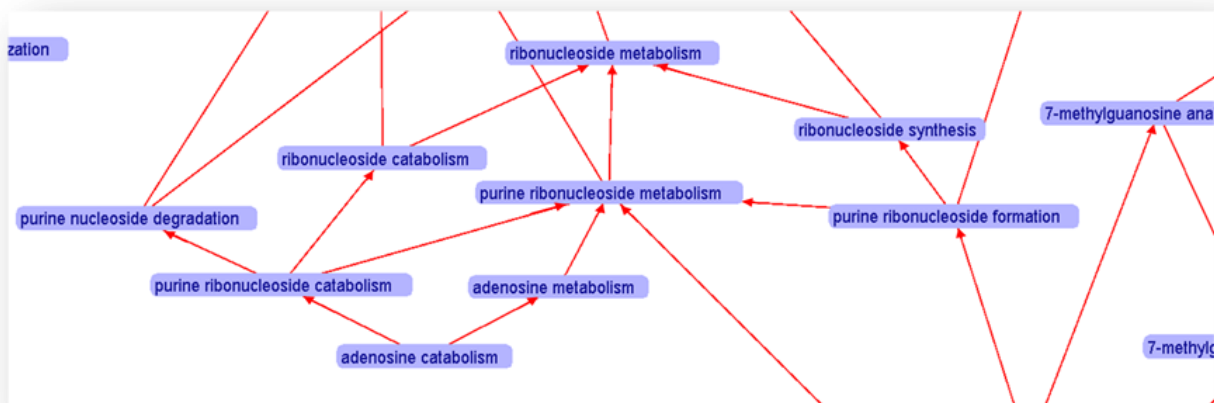 zation
ribonucleoside metabolism
7-methylguanosine ana
ribonucleoside synthesis
ribonucleoside catabolism
purine ribonucleoside metabolism
purine nucleoside degradation
purine ribonucleoside formation
purine ribonucleoside catabolism
adenosine metabolism
adenosine catabolism
7-methylg